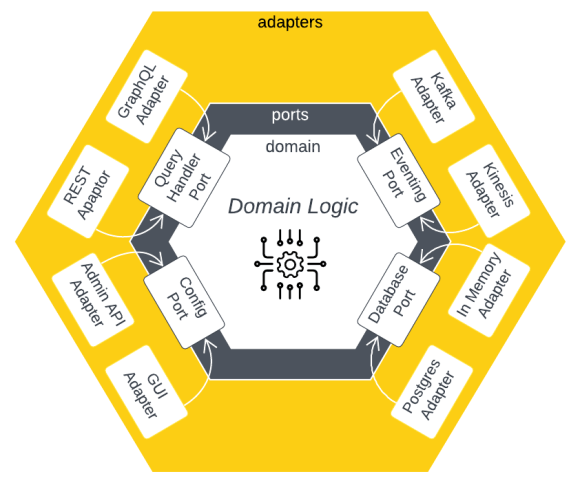 adapters
GraphQL
Adapter
Kafka
Adapter
ports
domain
Query
Handler
Port
Eventing
Port
REST
Apaptor
Kinesis
Adapter
Domain Logic
Admin API
Adapter
Config
Port
Database
Port
In Memory
Adapter
GUI
Adapter
Postgres
Adapter